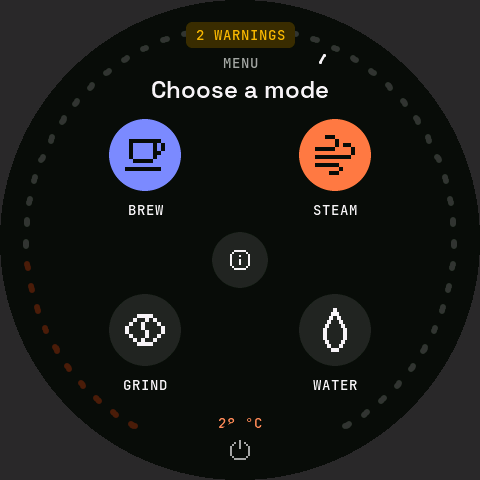 2 WARNINGS
MENU
Choose a mode
BREW
STEAM
GRIND
WATER
°C